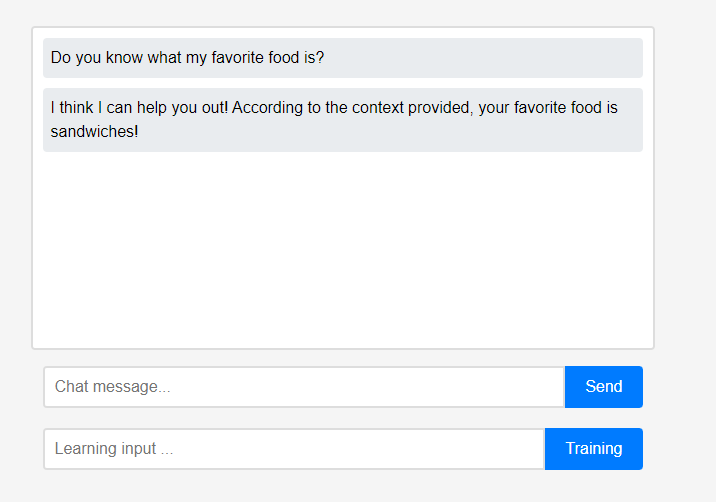 Do you know what my favorite food is?
I think I can help you out! According to the context provided, your favorite food is
sandwiches!
Chat message...
Send
Learning input ...
Training